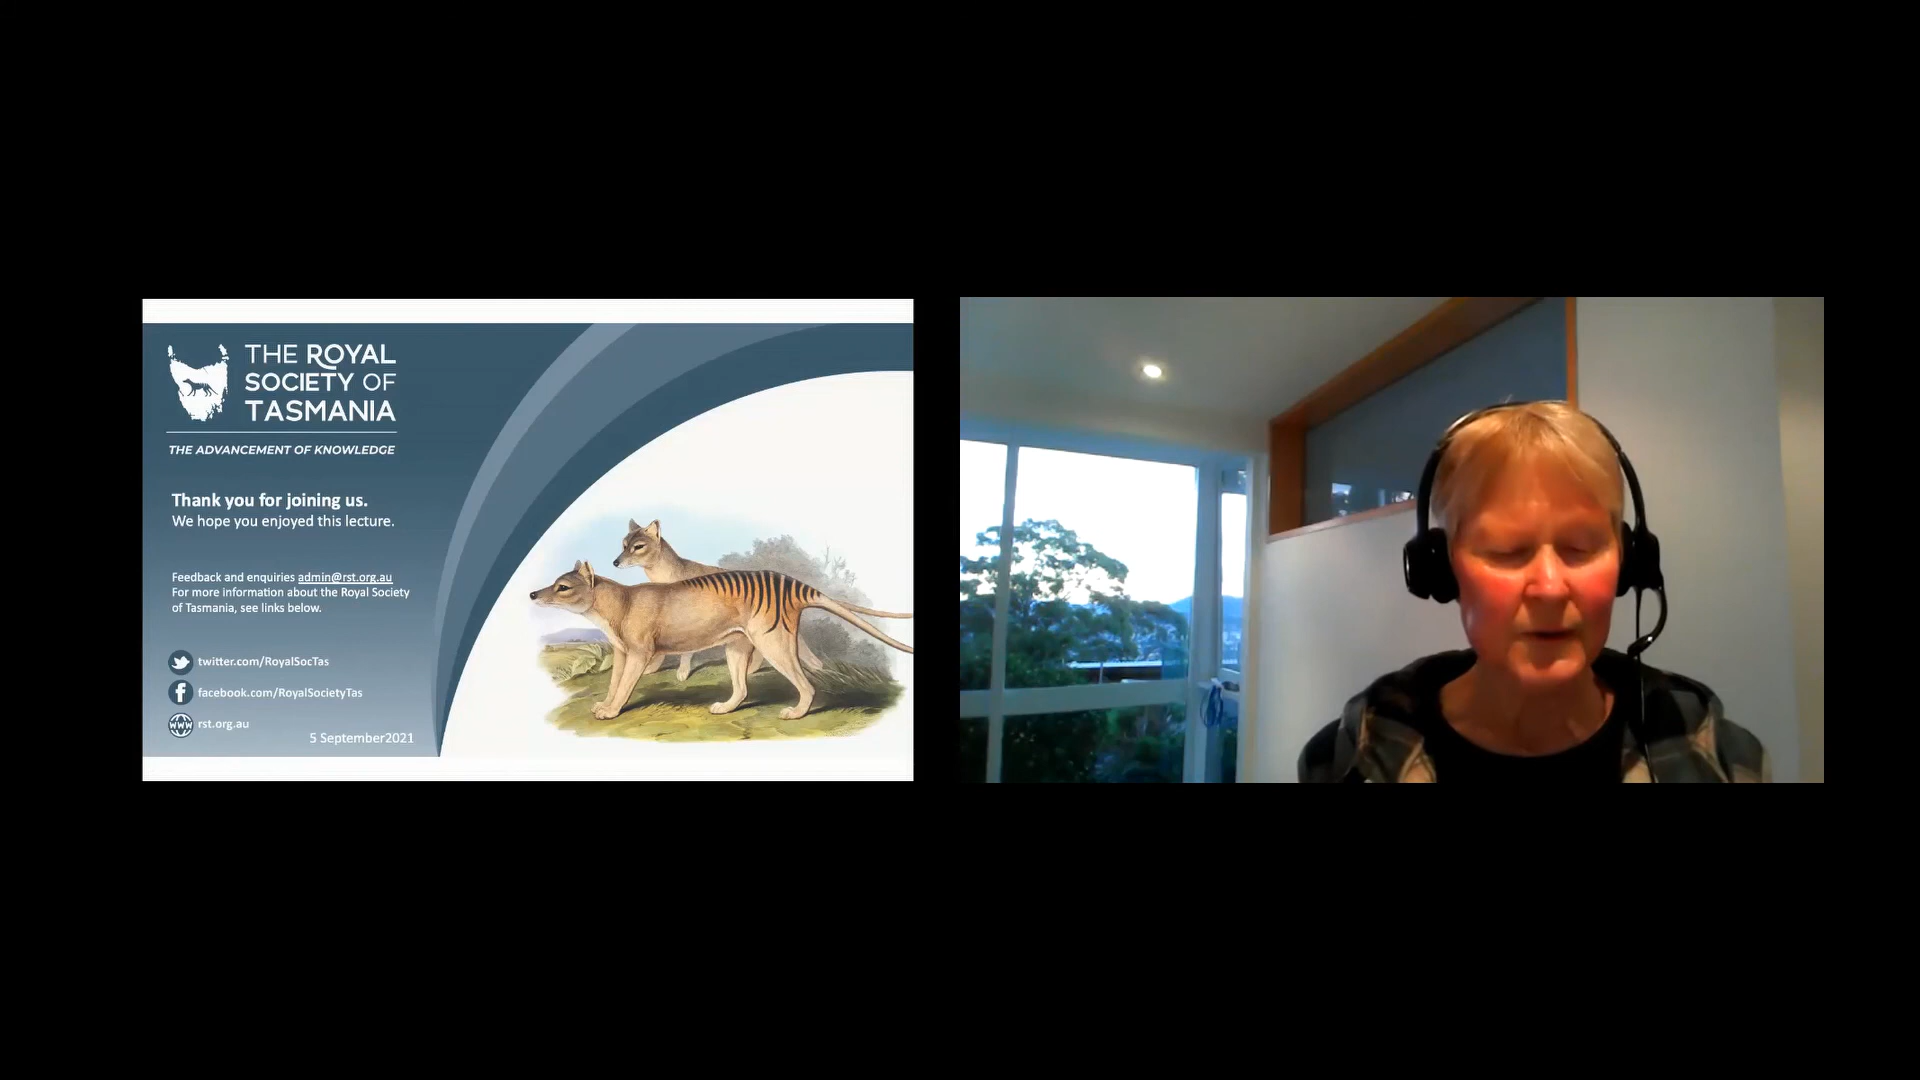 THE ROYAL
SOCIETY OF
TASMANIA
THE ADVANCEMENT OF KNOWLEDGE
Thank you for joining us.
We hope you enjoyed this lecture.
Feedback and enquiries admin@rst.org.au
For more information about the Royal Society
of Tasmania, see links below.
twitter.com/RoyalSocTas
facebook.com/RoyalSocietyTas
www rst.org.au
5 September2021